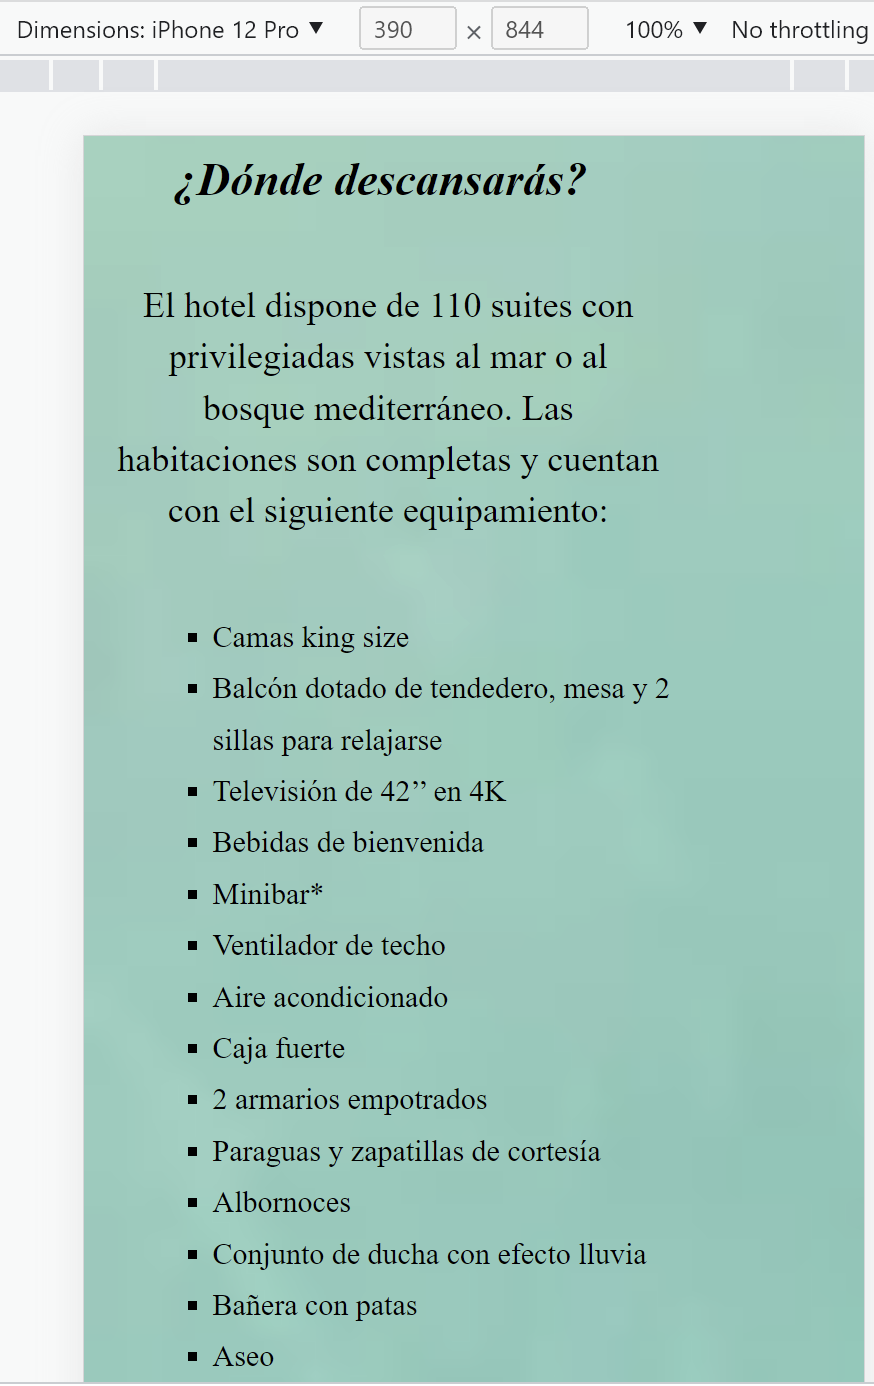 Dimensions: iPhone 12 Pro ▼ 390 × 844 100% ▼ No throttling
¿Dónde descansarás?
El hotel dispone de 110 suites con
privilegiadas vistas al mar o al
bosque mediterráneo. Las
habitaciones son completas y cuentan
con el siguiente equipamiento:
▪ Camas king size
▪ Balcón dotado de tendedero, mesa y 2
sillas para relajarse
▪ Televisión de 42’’ en 4K
▪ Bebidas de bienvenida
▪ Minibar*
▪ Ventilador de techo
▪ Aire acondicionado
▪ Caja fuerte
▪ 2 armarios empotrados
▪ Paraguas y zapatillas de cortesía
▪ Albornoces
▪ Conjunto de ducha con efecto lluvia
▪ Bañera con patas
▪ Aseo